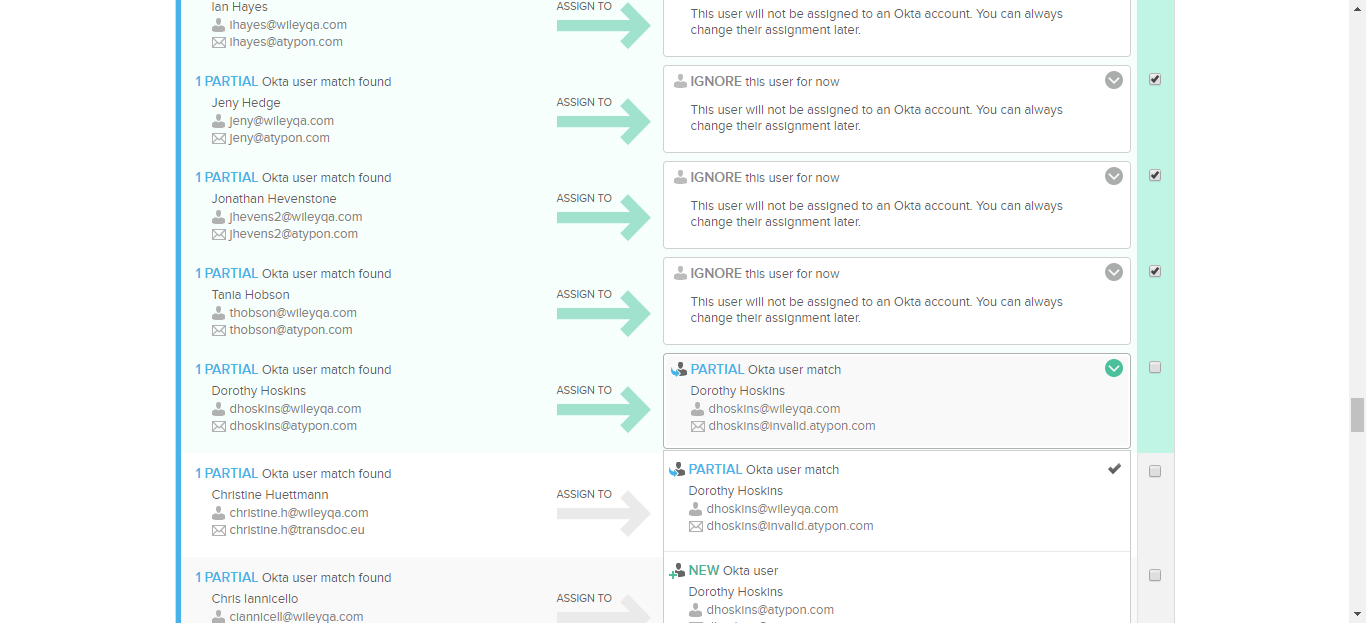 Ian Hayes
ihayes@wileyqa.com
ihayes@atypon.com
ASSIGN TO
This user will not be assigned to an Okta account. You can always
change their assignment later.
1 PARTIAL Okta user match found
Jeny Hedge
jeny@wileyqa.com
jeny@atypon.com
ASSIGN TO
IGNORE this user for now
This user will not be assigned to an Okta account. You can always
change their assignment later.
1 PARTIAL Okta user match found
Jonathan Hevenstone
jhevens2@wileyqa.com
jhevens2@atypon.com
ASSIGN TO
IGNORE this user for now
This user will not be assigned to an Okta account. You can always
change their assignment later.
1 PARTIAL Okta user match found
Tania Hobson
thobson@wileyqa.com
thobson@atypon.com
ASSIGN TO
IGNORE this user for now
This user will not be assigned to an Okta account. You can always
change their assignment later.
1 PARTIAL Okta user match found
Dorothy Hoskins
dhoskins@wileyqa.com
dhoskins@atypon.com
ASSIGN TO
PARTIAL Okta user match
Dorothy Hoskins
dhoskins@wileyqa.com
dhoskins@invalid.atypon.com
1 PARTIAL Okta user match found
Christine Huettmann
christine.h@wileyqa.com
christine.h@transdoc.eu
ASSIGN TO
PARTIAL Okta user match
Dorothy Hoskins
dhoskins@wileyqa.com
dhoskins@invalid.atypon.com
1 PARTIAL Okta user match found
Chris Iannicello
ciannicell@wileyqa.com
ASSIGN TO
NEW Okta user
Dorothy Hoskins
dhoskins@atypon.com